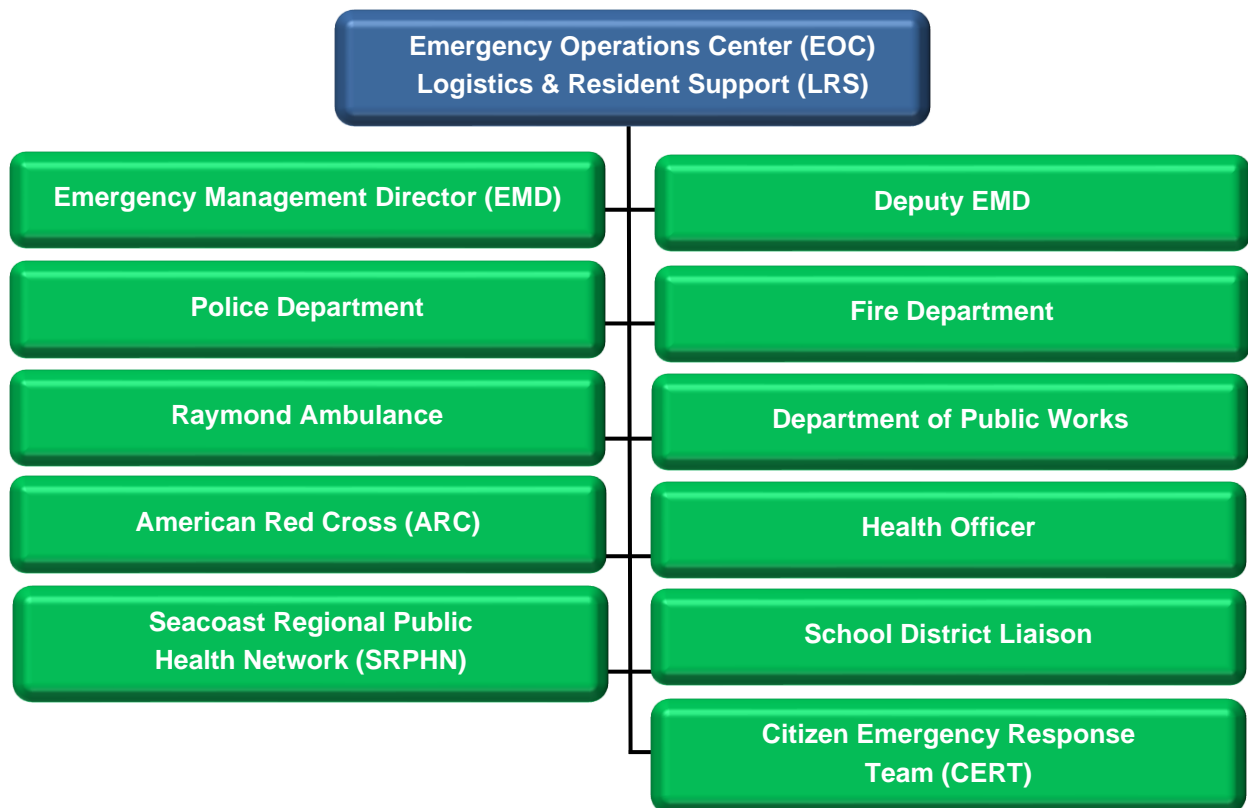 Emergency Operations Center (EOC)
Logistics & Resident Support (LRS)
Emergency Management Director (EMD)
Deputy EMD
Police Department
Fire Department
Raymond Ambulance
Department of Public Works
American Red Cross (ARC)
Health Officer
Seacoast Regional Public
Health Network (SRPHN)
School District Liaison
Citizen Emergency Response
Team (CERT)